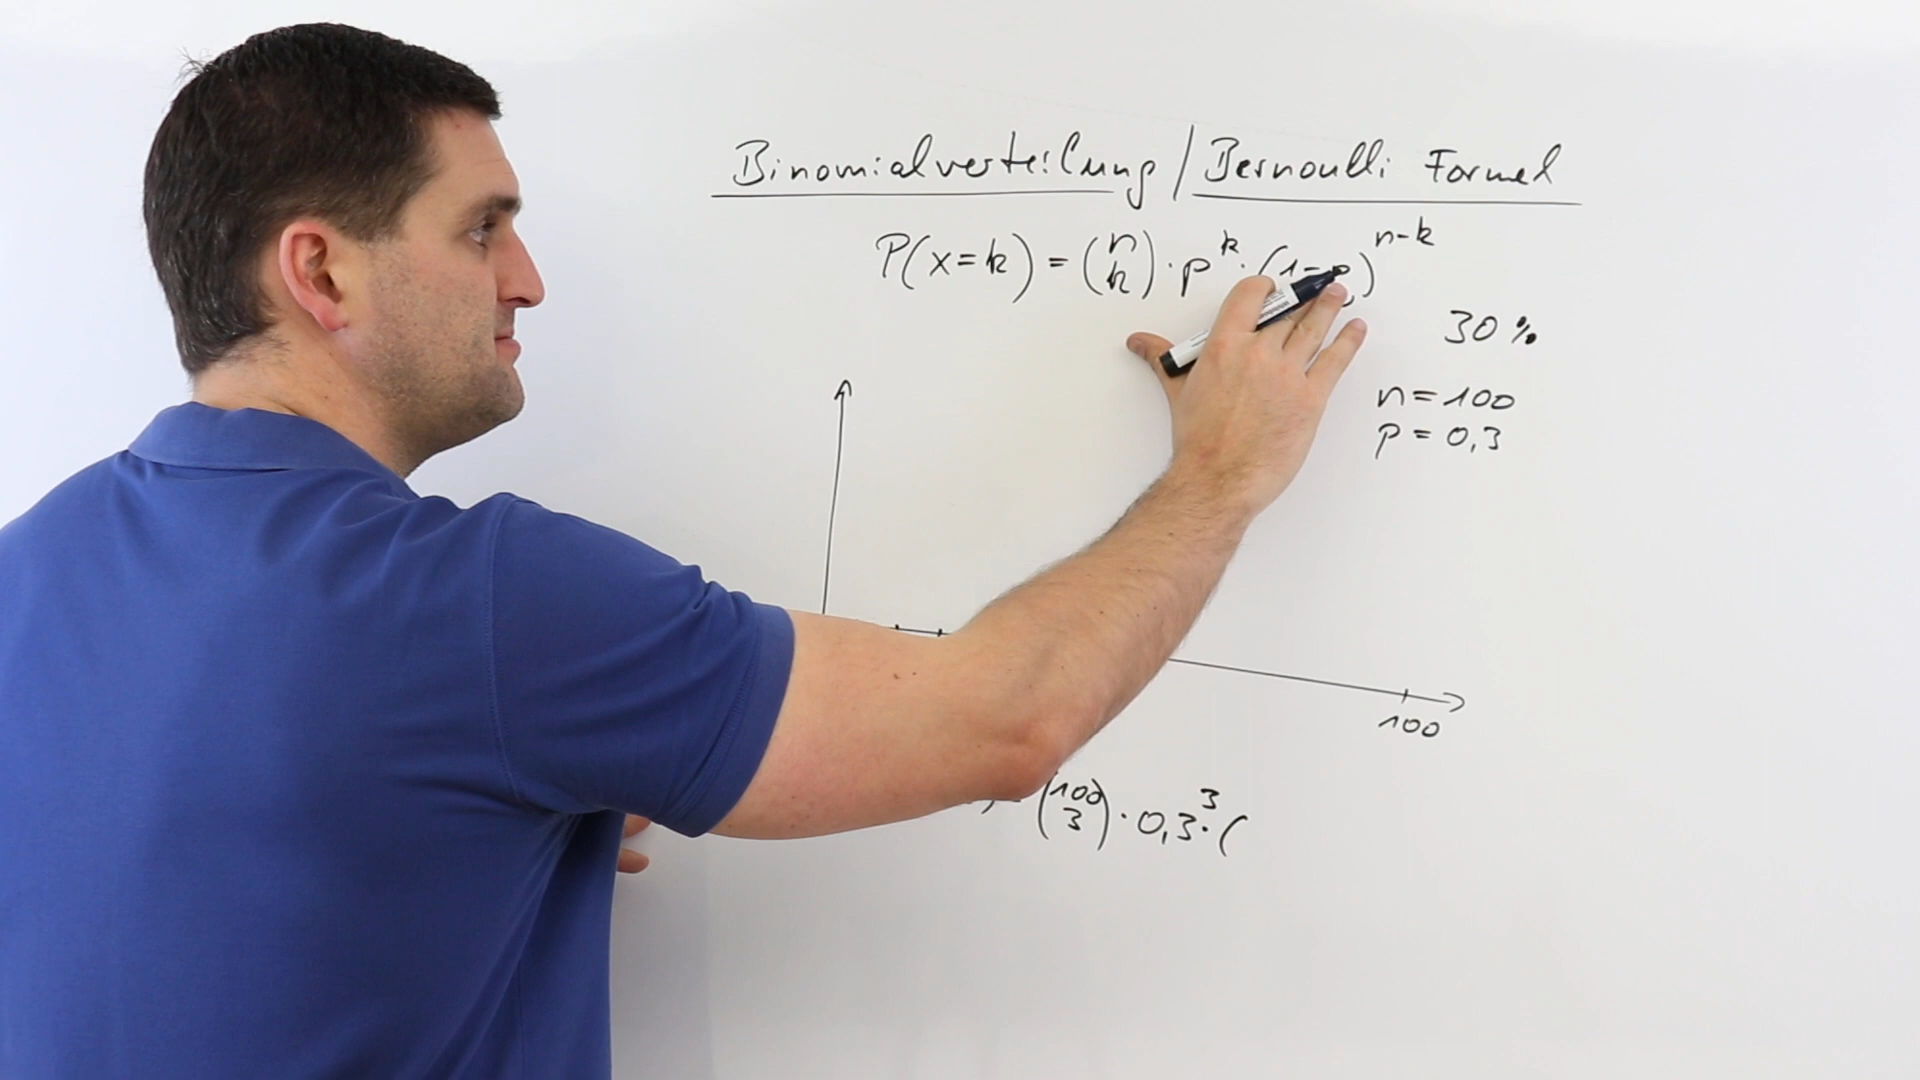 Binomialverteilung / Bernoulli Formel
P(x=k) = (n k) · p^k · (1-p)^n-k
30 %
n=100
p = 0,3
100
= (100 3) · 0,3^3 · (